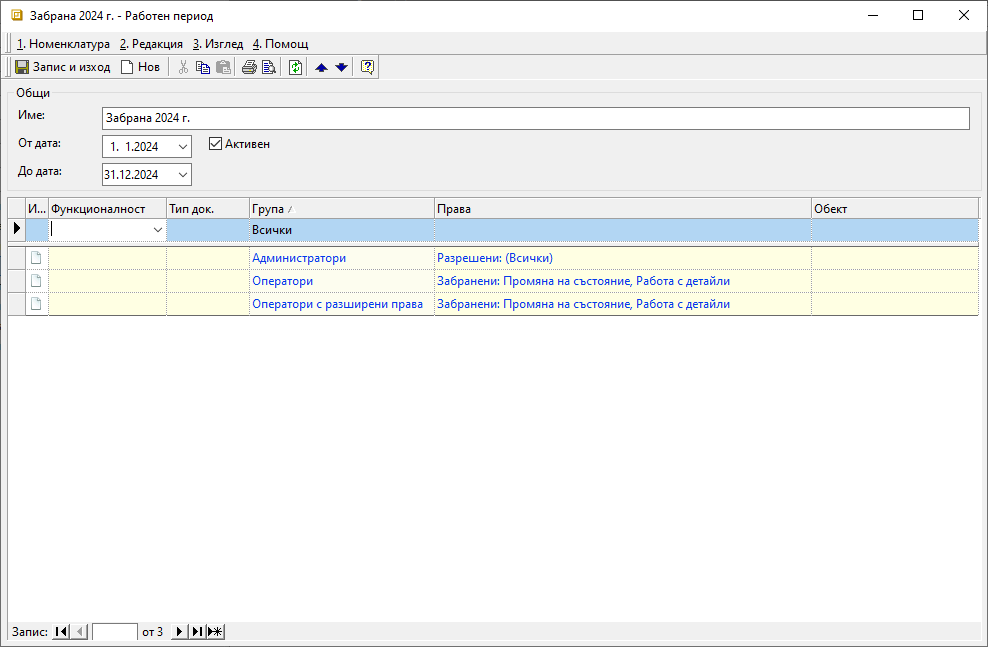 Забрана 2024 г. - Работен период
1. Номенклатура 2. Редакция 3. Изглед 4. Помощ
Запис и изход Нов
Общи
Име: Забрана 2024 г.
От дата: 1. 1.2024 Активен
До дата: 31.12.2024
И... Функционалност Тип док. Група Права Обект
Всички
Администратори Разрешени: (Всички)
Оператори Забранени: Промяна на състояние, Работа с детайли
Оператори с разширени права Забранени: Промяна на състояние, Работа с детайли
Запис: от 3